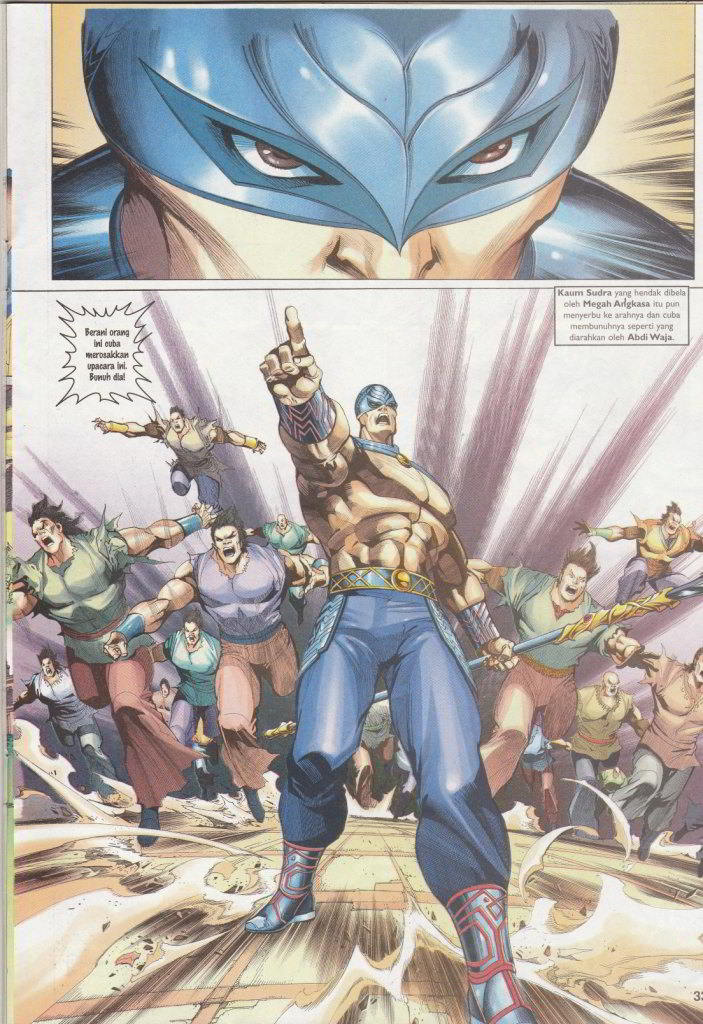 Berani orang
ini cuba
merosakkan
upacara ini.
Bunuh dia!
Kaum Sudra yang hendak dibela
oleh Megah Angkasa itu pun
menyerbu ke arahnya dan cuba
membunuhnya seperti yang
diarahkan oleh Abdi Waja.